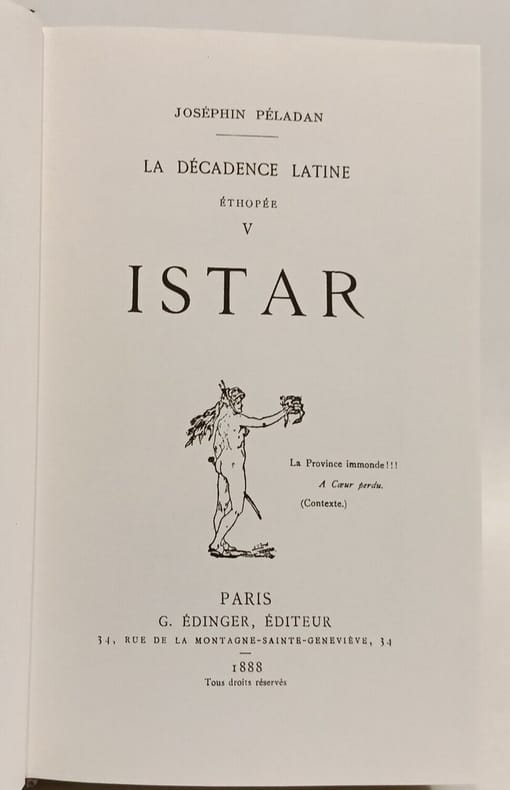 JOSÉPHIN PÉLADAN
LA DÉCADENCE LATINE
ÉTHOPÉE
V
ISTAR
La Province immonde!!!
A Cœur perdu.
(Contexte.)
PARIS
G. ÉDINGER, ÉDITEUR
34, RUE DE LA MONTAGNE-SAINTE-GENEVIÈVE, 34
1888
Tous droits réservés